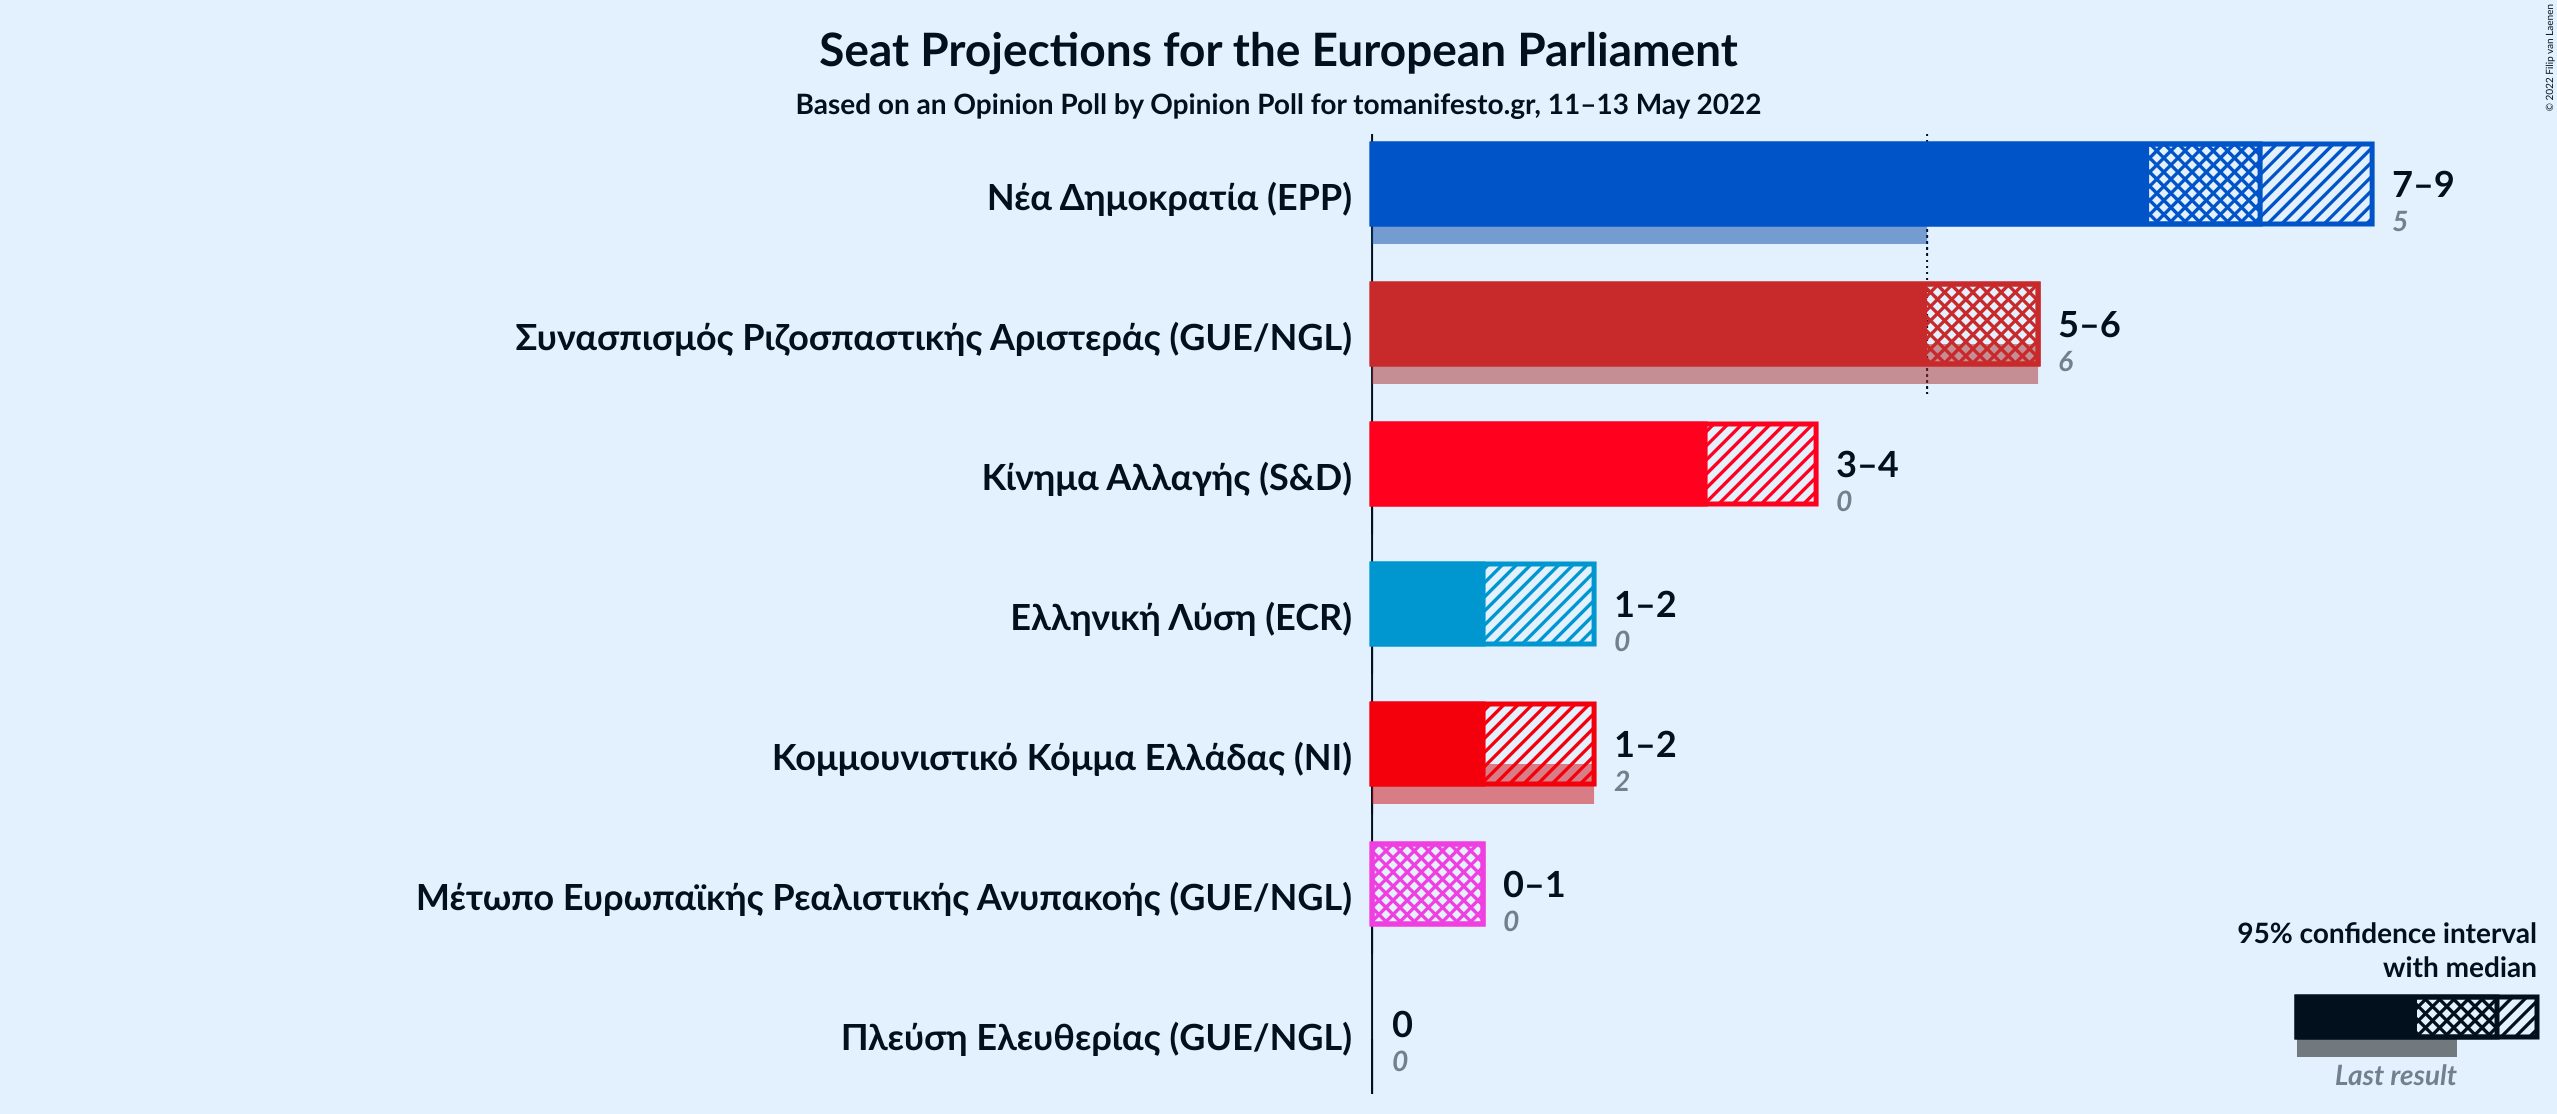 Seat Projections for the European Parliament
Based on an Opinion Poll by Opinion Poll for tomanifesto.gr, 11–13 May 2022
© 2022 Filip van Laenen
Νέα Δημοκρατία (EPP)
7–9
5
Συνασπισμός Ριζοσπαστικής Αριστεράς (GUE/NGL)
5–6
6
Κίνημα Αλλαγής (S&D)
3–4
0
Ελληνική Λύση (ECR)
1–2
0
Κομμουνιστικό Κόμμα Ελλάδας (NI)
1–2
2
Μέτωπο Ευρωπαϊκής Ρεαλιστικής Ανυπακοής (GUE/NGL)
0–1
0
Πλεύση Ελευθερίας (GUE/NGL)
0
0
95% confidence interval
with median
Last result